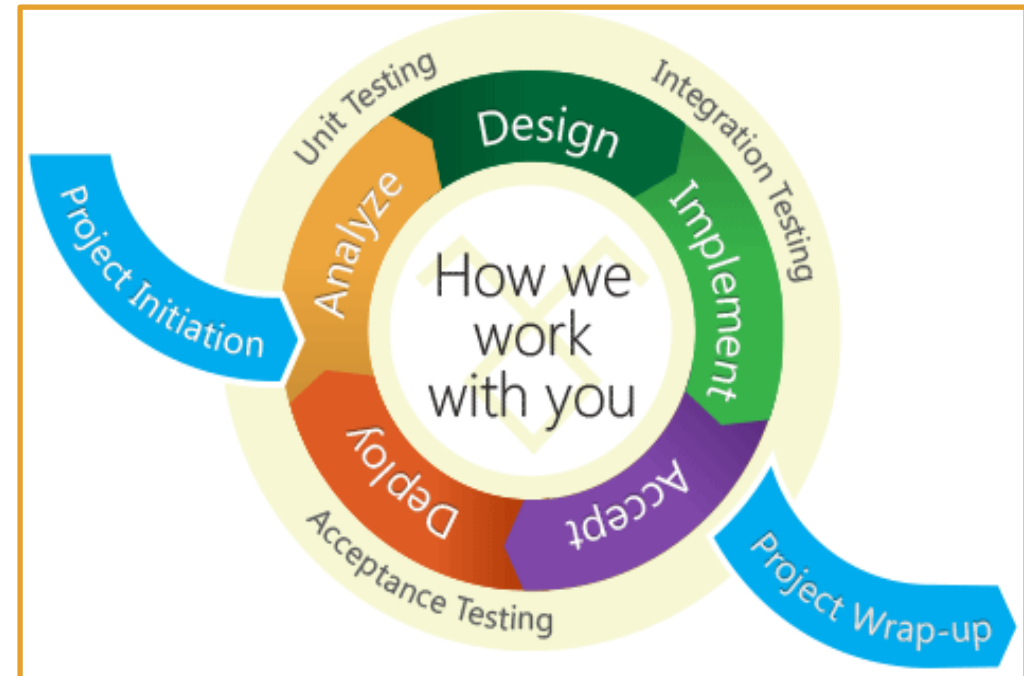 Project Initiation
Analyze
Design
Implement
Accept
Deploy
Unit Testing
Integration Testing
Acceptance Testing
How we
work
with you
Project Wrap-up